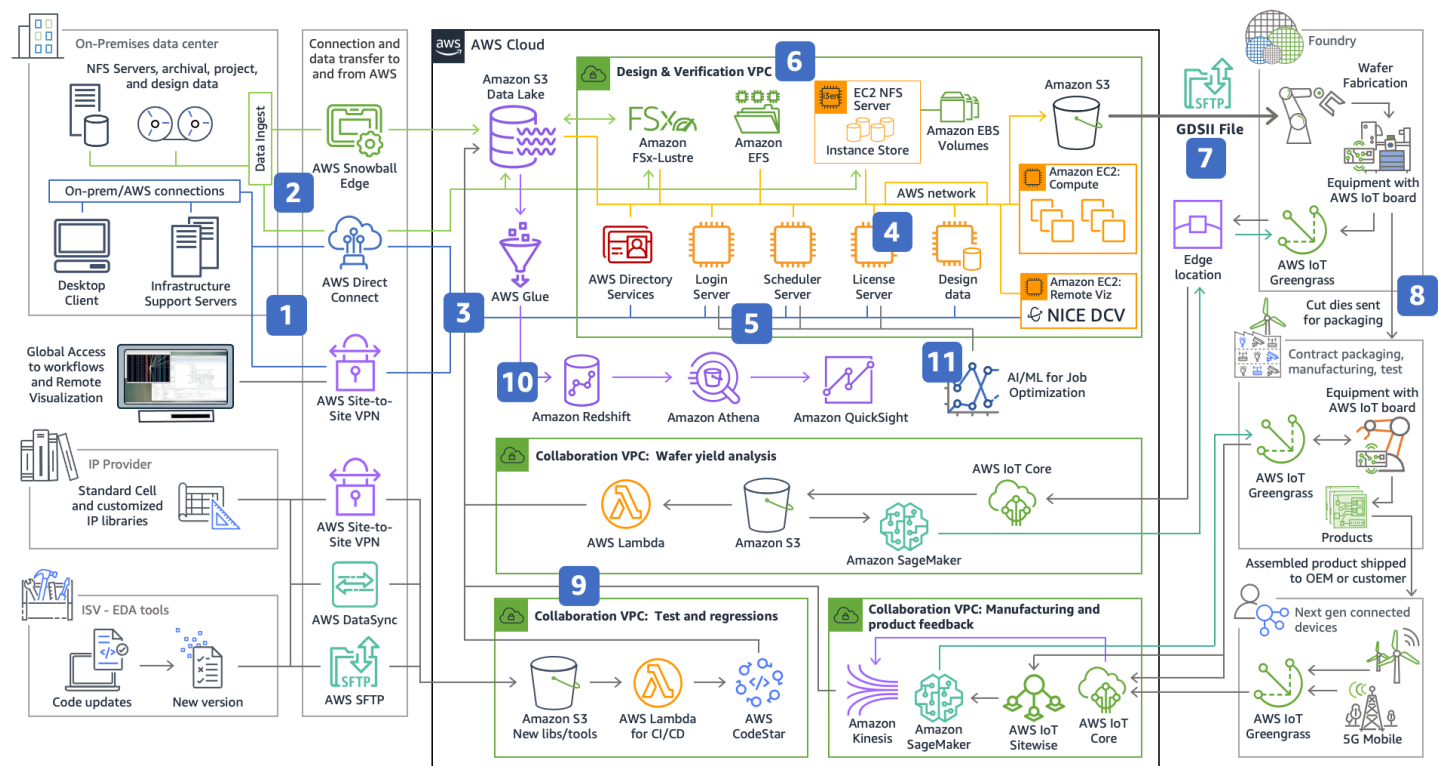 On-Premises data center
NFS Servers, archival, project,
and design data
Data Ingest
On-prem/AWS connections
Desktop
Client
Infrastructure
Support Servers
1
2
Connection and
data transfer to
and from AWS
AWS Snowball
Edge
AWS Direct
Connect
AWS Site-to-
Site VPN
Global Access
to workflows
and Remote
Visualization
IP Provider
Standard Cell
and customized
IP libraries
AWS Site-to-
Site VPN
AWS DataSync
SFTP
AWS SFTP
ISV - EDA tools
Code updates
New version
aws
AWS Cloud
Amazon S3
Data Lake
AWS Glue
3
Design & Verification VPC
6
FSx
Amazon
FSx-Lustre
Amazon
EFS
i3en
EC2 NFS
Server
Instance Store
Amazon EBS
Volumes
Amazon S3
AWS network
4
Amazon EC2:
Compute
AWS Directory
Services
Login
Server
Scheduler
Server
License
Server
Design
data
Amazon EC2:
Remote Viz
NICE DCV
5
10
Amazon Redshift
Amazon Athena
Amazon QuickSight
11
AI/ML for Job
Optimization
Collaboration VPC: Wafer yield analysis
AWS Lambda
Amazon S3
Amazon SageMaker
AWS IoT Core
9
Collaboration VPC: Test and regressions
Amazon S3
New libs/tools
AWS Lambda
for CI/CD
AWS
CodeStar
Collaboration VPC: Manufacturing and
product feedback
Amazon
Kinesis
Amazon
SageMaker
AWS IoT
Sitewise
AWS IoT
Core
Foundry
SFTP
GDSII File
7
Wafer
Fabrication
Equipment with
AWS IoT board
Edge
location
AWS IoT
Greengrass
8
Cut dies sent
for packaging
Contract packaging,
manufacturing, test
Equipment with
AWS IoT board
AWS IoT
Greengrass
Products
Assembled product shipped
to OEM or customer
Next gen connected
devices
AWS IoT
Greengrass
5G Mobile